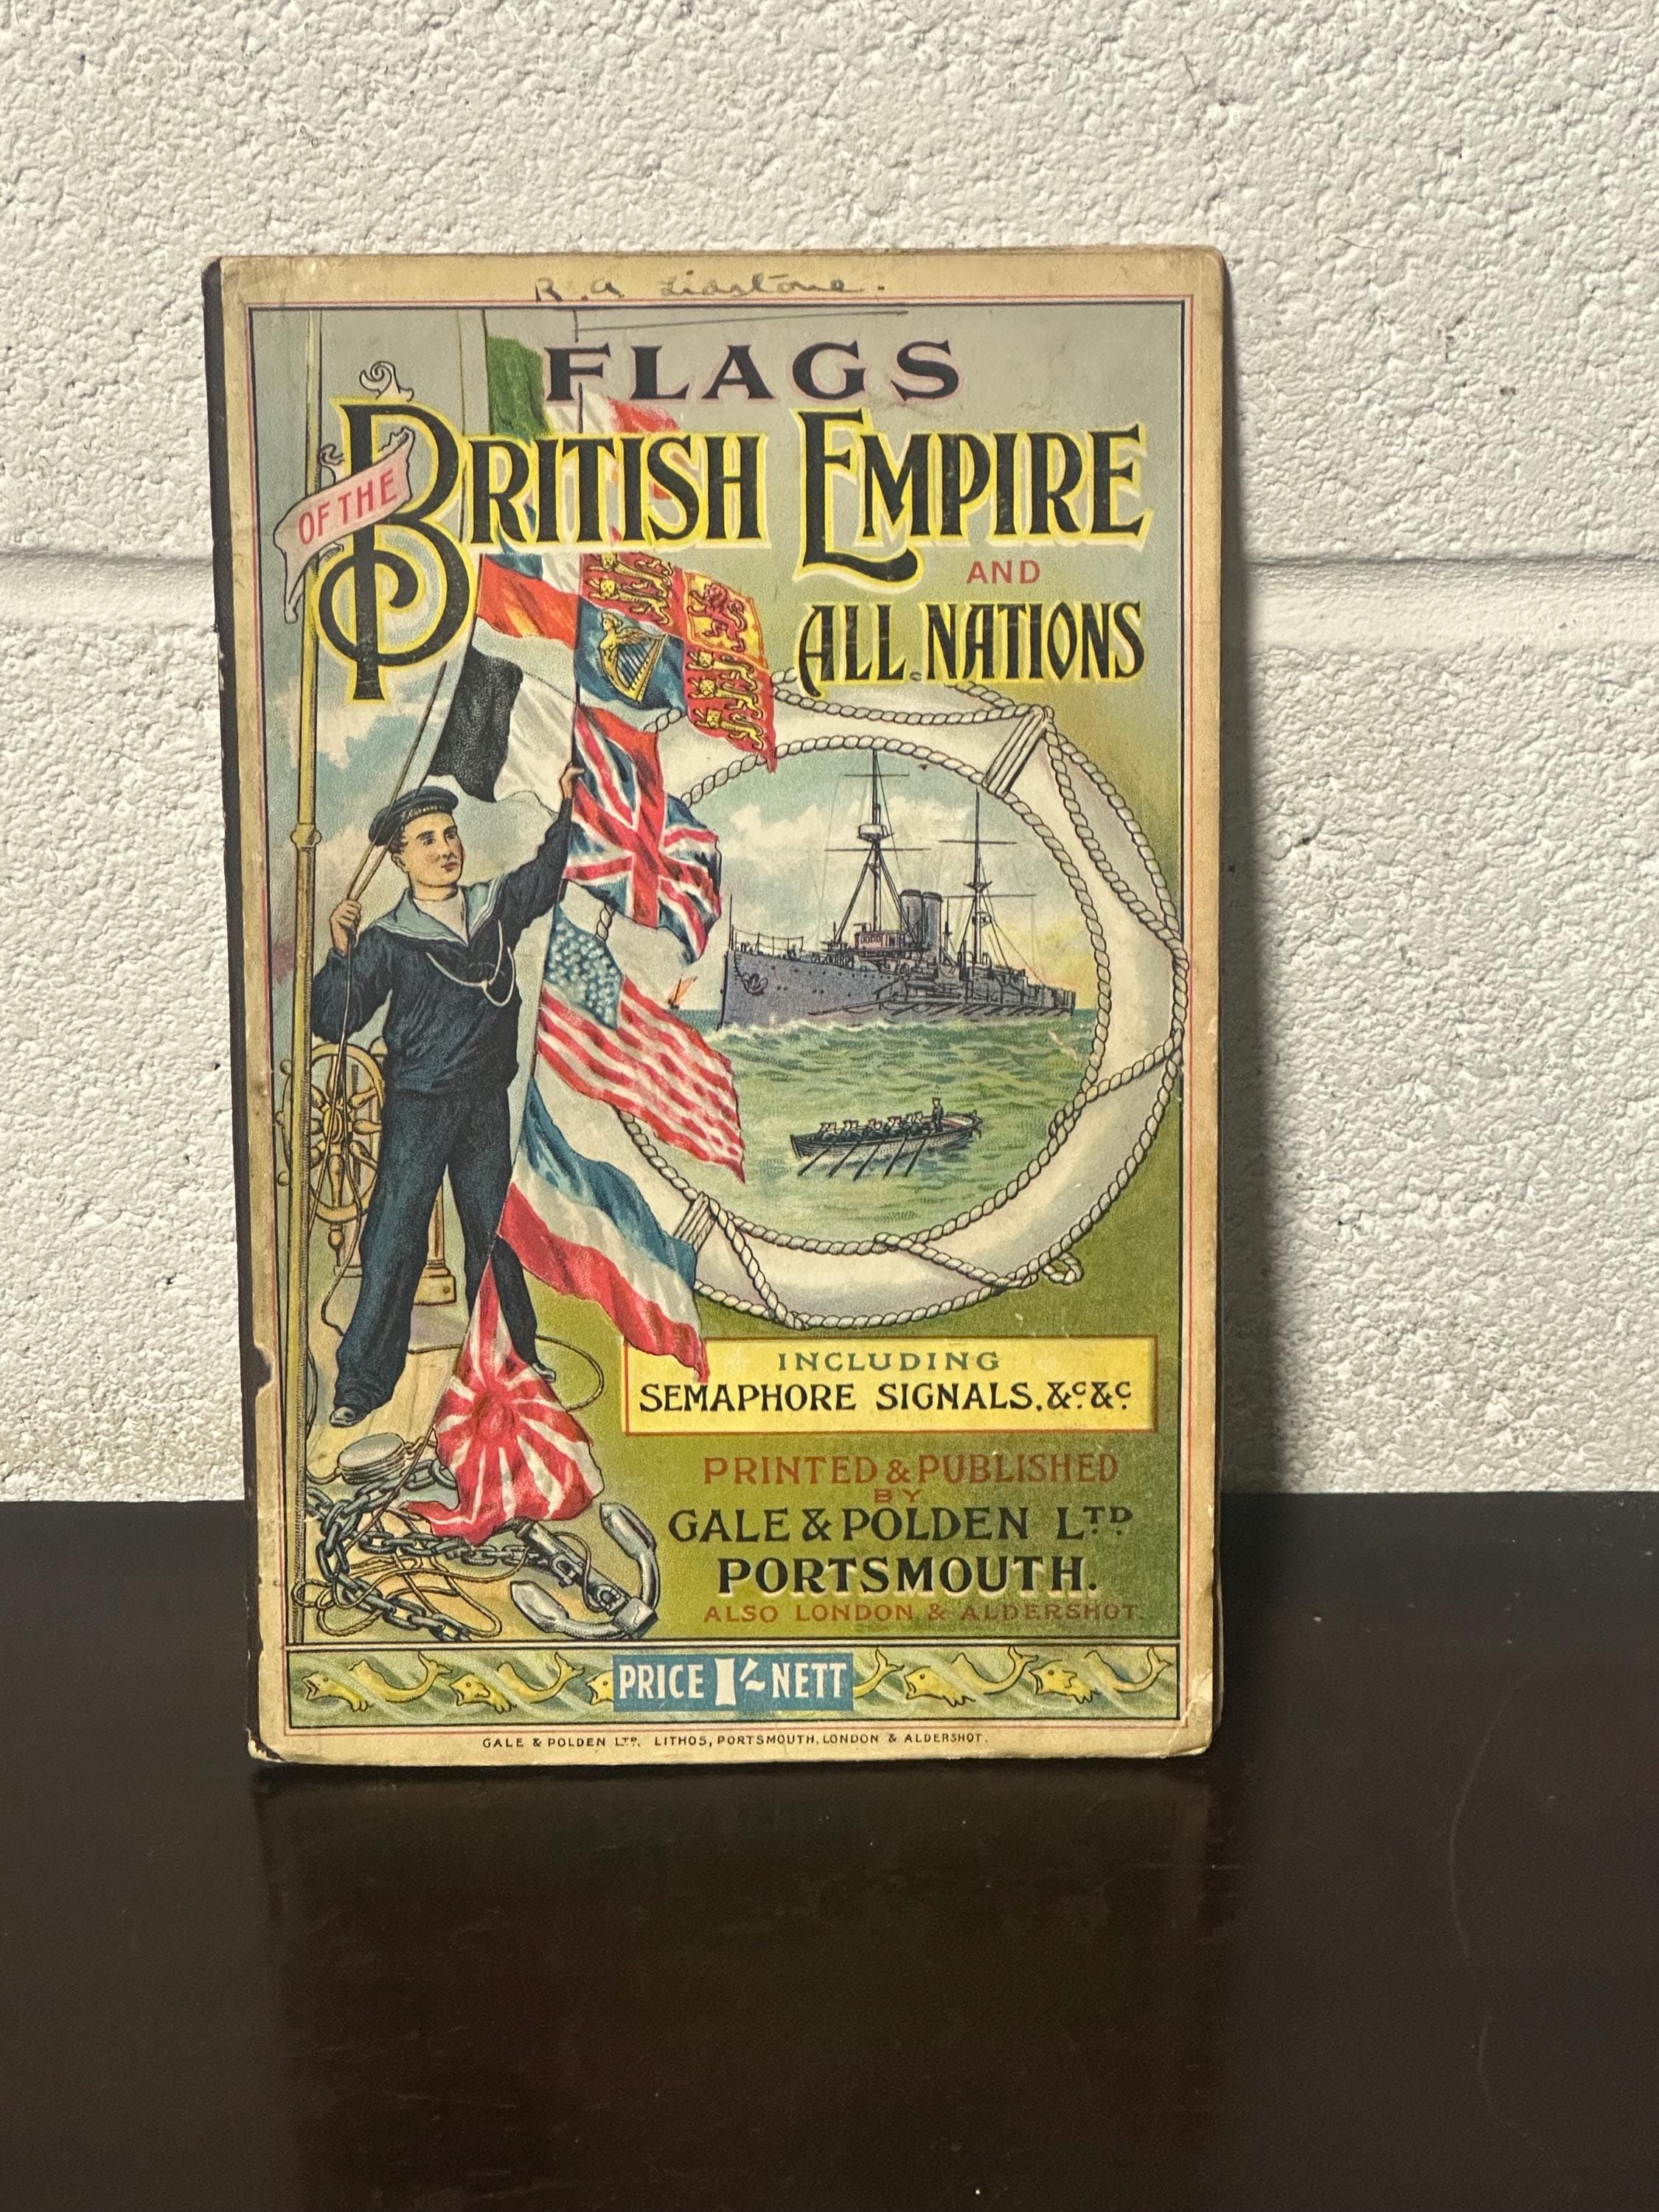 R. A Lidstone.
FLAGS
OF THE
BRITISH EMPIRE
AND
ALL NATIONS
INCLUDING
SEMAPHORE SIGNALS, &c. &c.
PRINTED & PUBLISHED
BY
GALE & POLDEN LTD.
PORTSMOUTH.
ALSO LONDON & ALDERSHOT.
PRICE 1/- NETT
GALE & POLDEN LTD. LITHOS, PORTSMOUTH, LONDON & ALDERSHOT.